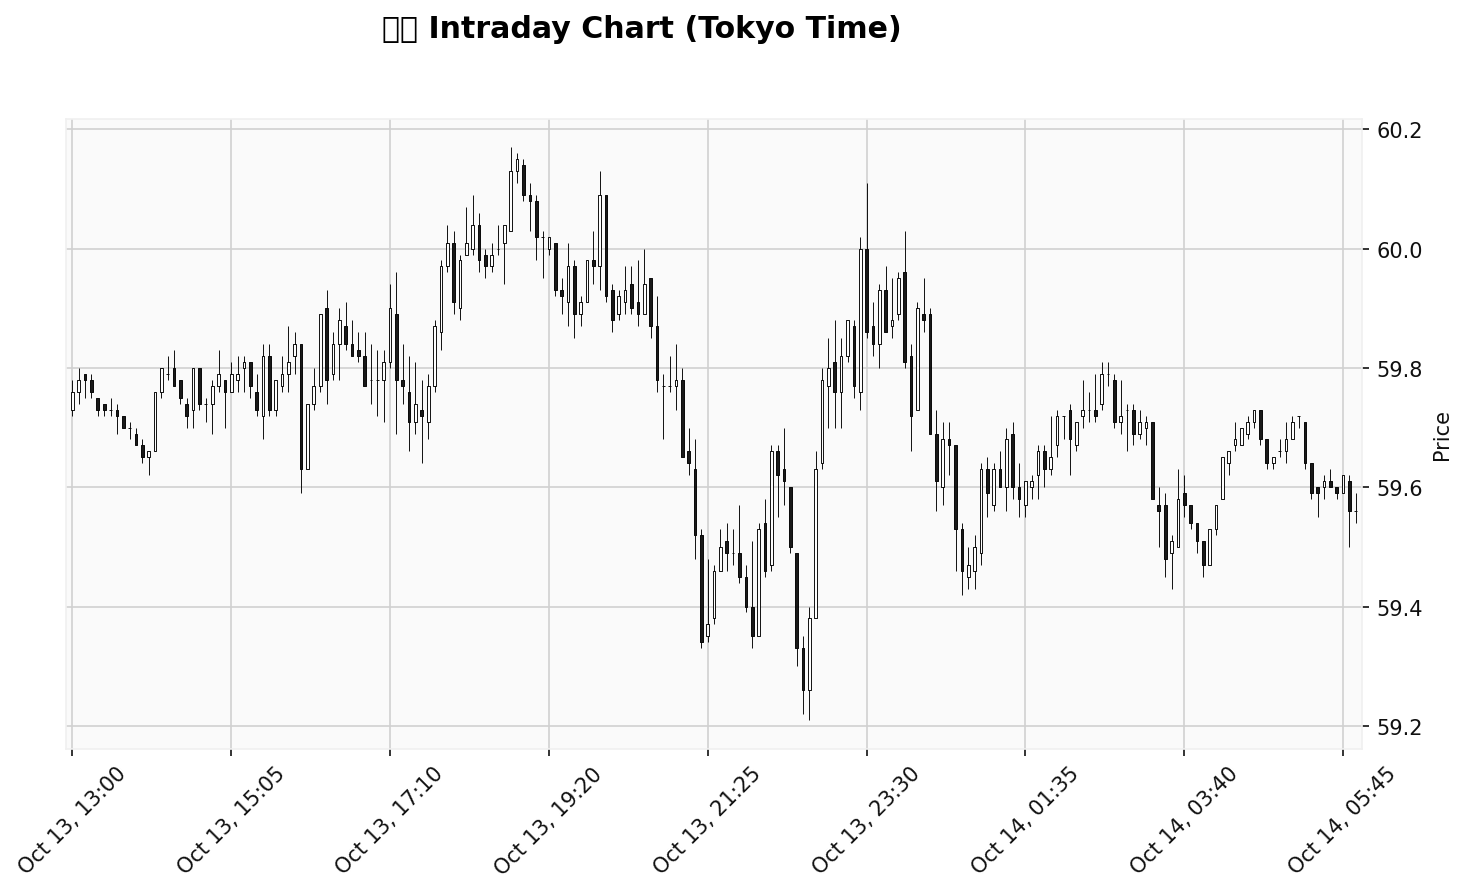 Intraday Chart (Tokyo Time)
60.2
60.0
59.8
59.6
59.4
59.2
Price
Oct 13, 13:00
Oct 13, 15:05
Oct 13, 17:10
Oct 13, 19:20
Oct 13, 21:25
Oct 13, 23:30
Oct 14, 01:35
Oct 14, 03:40
Oct 14, 05:45